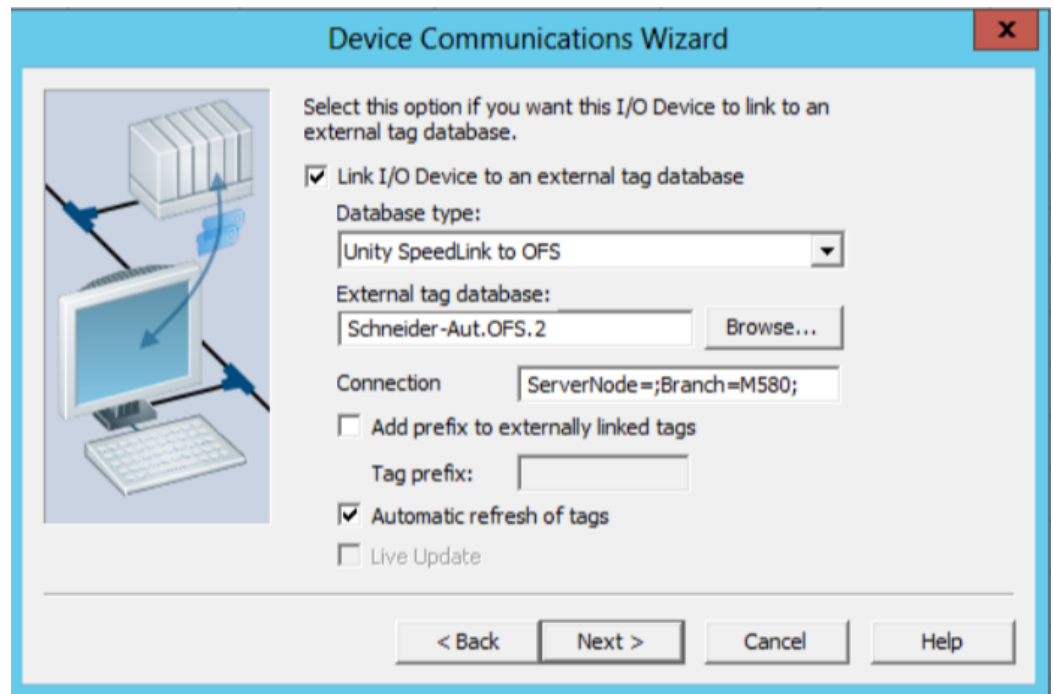 Device Communications Wizard
x
Select this option if you want this I/O Device to link to an
external tag database.
Link I/O Device to an external tag database
Database type:
Unity SpeedLink to OFS
External tag database:
Schneider-Aut.OFS.2
Browse...
Connection
ServerNode=;Branch=M580;
Add prefix to externally linked tags
Tag prefix:
Automatic refresh of tags
Live Update
< Back
Next >
Cancel
Help